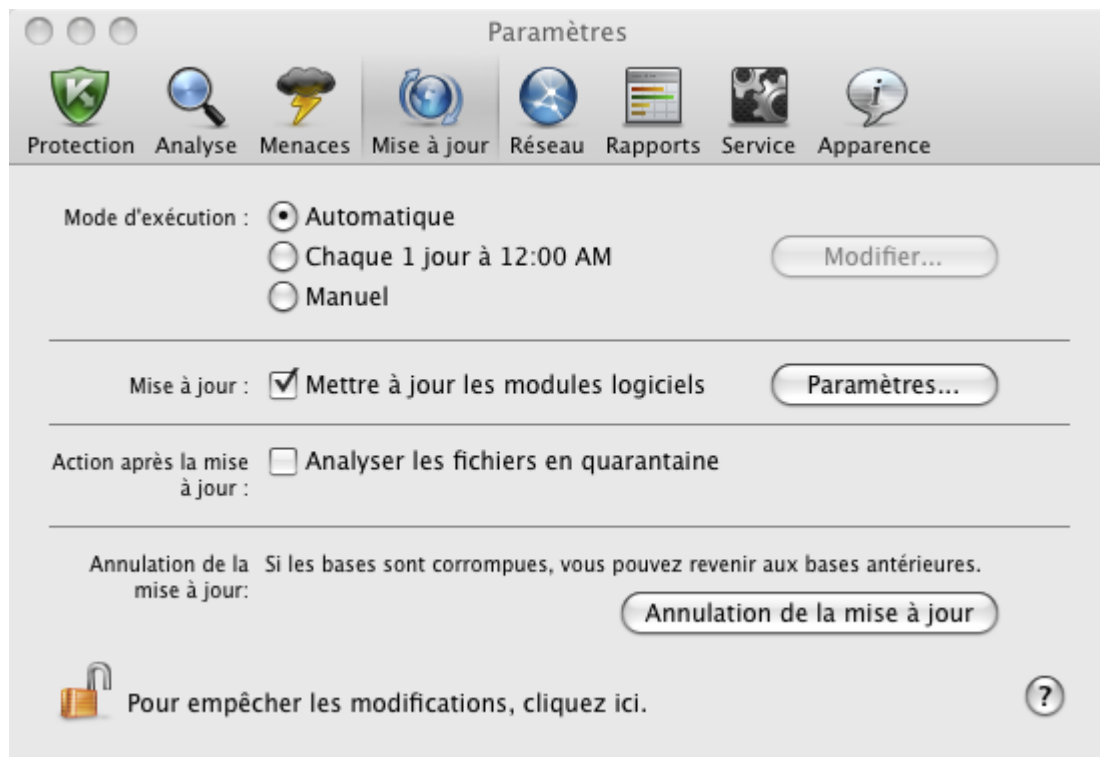 Paramètres
Protection Analyse Menaces Mise à jour Réseau Rapports Service Apparence
Mode d'exécution : Automatique
Chaque 1 jour à 12:00 AM Modifier...
Manuel
Mise à jour : Mettre à jour les modules logiciels Paramètres...
Action après la mise à jour : Analyser les fichiers en quarantaine
Annulation de la mise à jour: Si les bases sont corrompues, vous pouvez revenir aux bases antérieures.
Annulation de la mise à jour
Pour empêcher les modifications, cliquez ici. ?